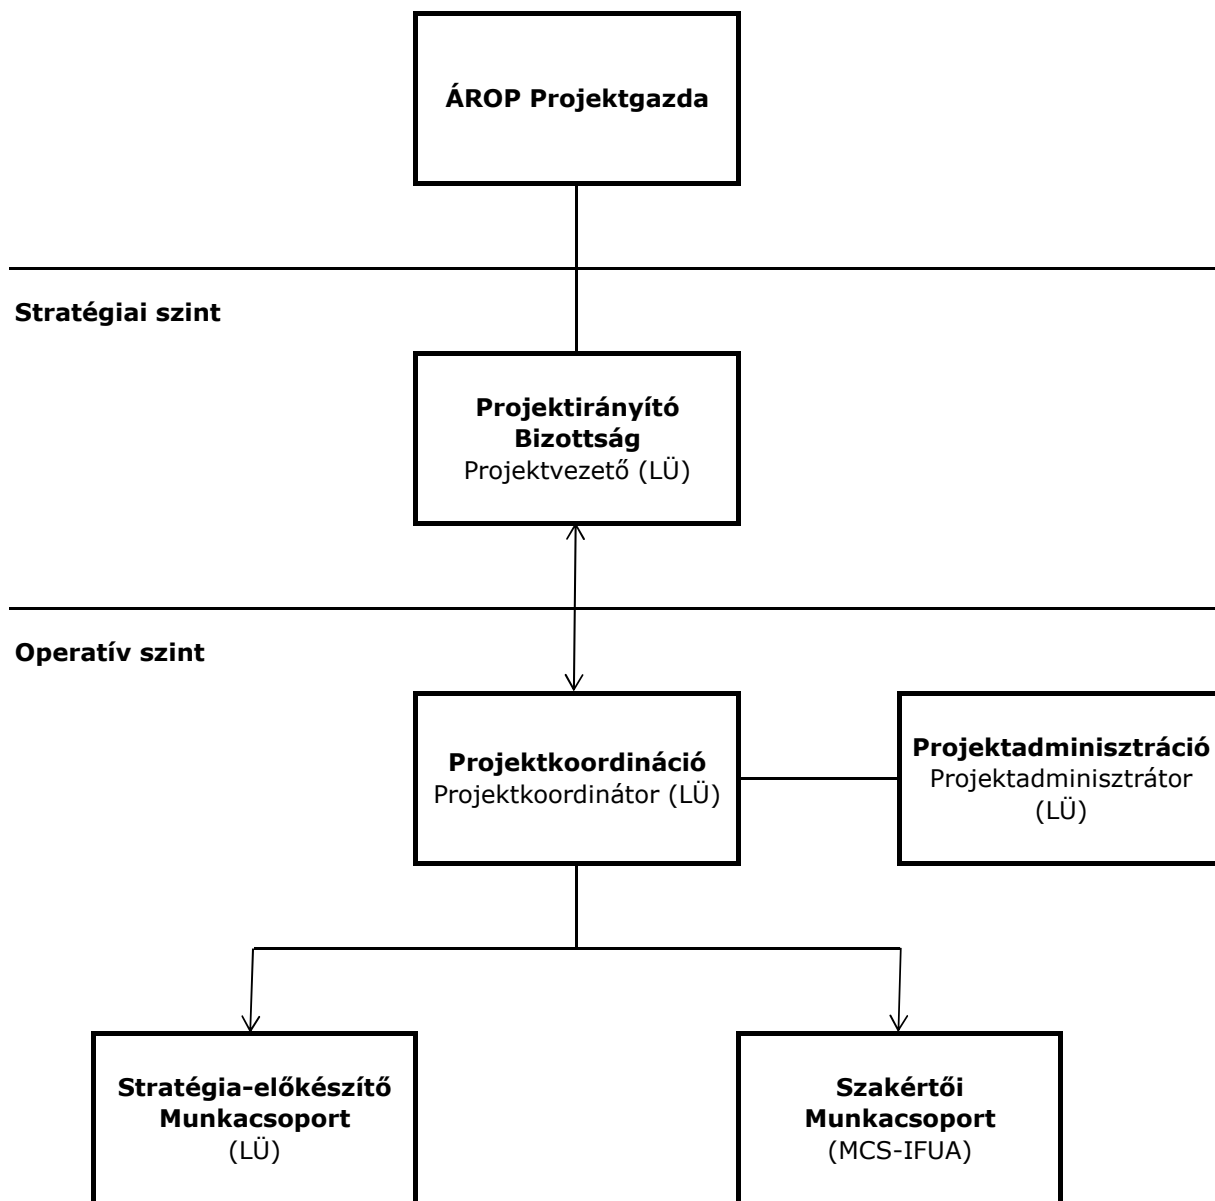 ÁROP Projektgazda
Stratégiai szint
Projektirányító
Bizottság
Projektvezető (LÜ)
Operatív szint
Projektkoordináció
Projektkoordinátor (LÜ)
Projektadminisztráció
Projektadminisztrátor
(LÜ)
Stratégia-előkészítő
Munkacsoport
(LÜ)
Szakértői
Munkacsoport
(MCS-IFUA)